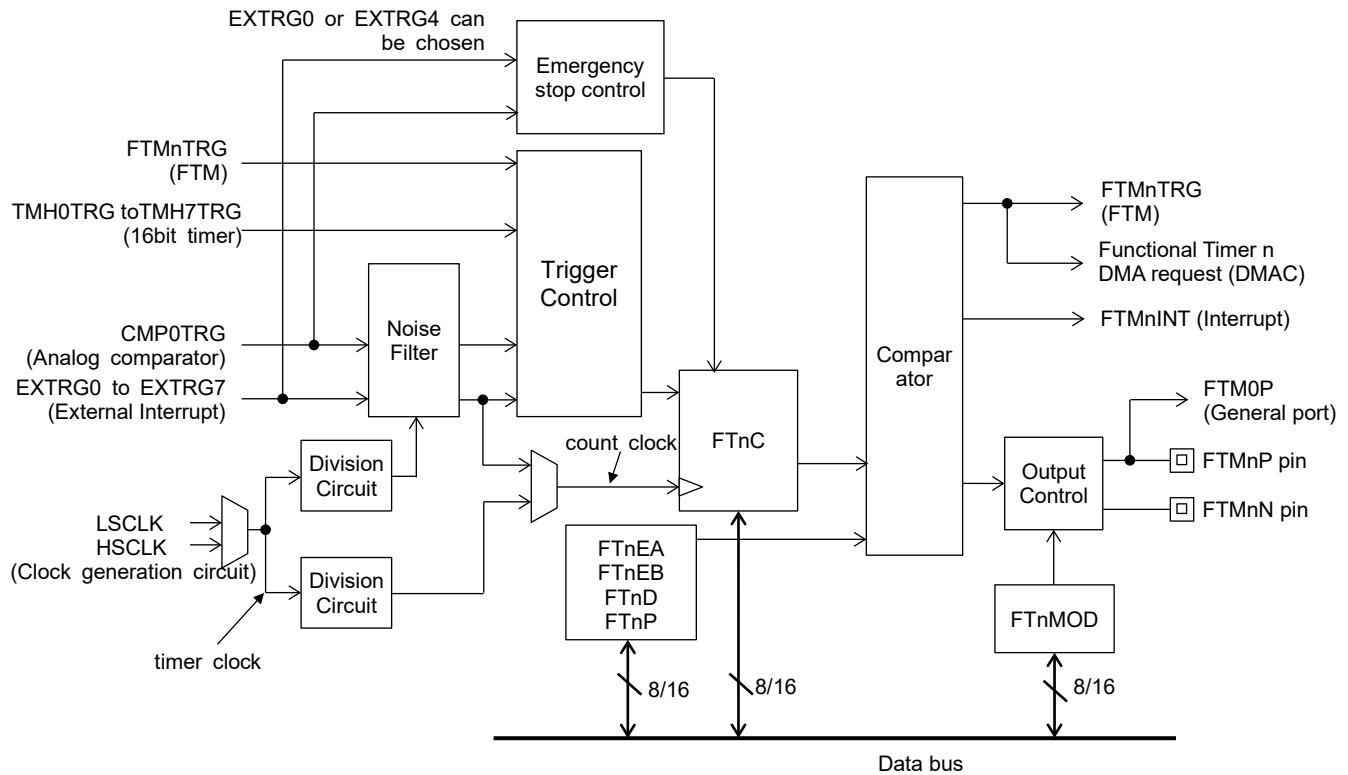 EXTRG0 or EXTRG4 can
be chosen
Emergency
stop control
FTMnTRG
(FTM)
TMH0TRG toTMH7TRG
(16bit timer)
Trigger
Control
CMP0TRG
(Analog comparator)
EXTRG0 to EXTRG7
(External Interrupt)
Noise
Filter
Division
Circuit
LSCLK
HSCLK
(Clock generation circuit)
Division
Circuit
timer clock
count clock
FTnC
FTnEA
FTnEB
FTnD
FTnP
Compar
ator
FTMnTRG
(FTM)
Functional Timer n
DMA request (DMAC)
FTMnINT (Interrupt)
FTM0P
(General port)
Output
Control
FTMnP pin
FTMnN pin
FTnMOD
8/16
8/16
8/16
Data bus